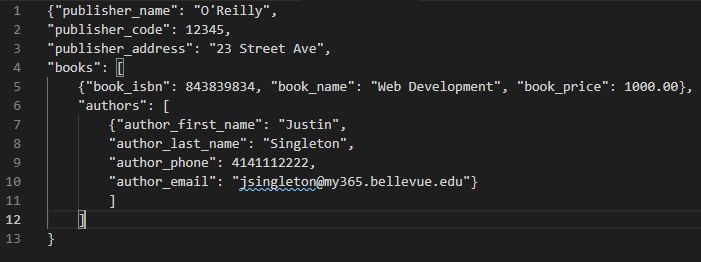 1 {"publisher_name": "O'Reilly",
2 "publisher_code": 12345,
3 "publisher_address": "23 Street Ave",
4 "books": [
5     {"book_isbn": 843839834, "book_name": "Web Development", "book_price": 1000.00},
6     "authors": [
7         {"author_first_name": "Justin",
8         "author_last_name": "Singleton",
9         "author_phone": 4141112222,
10         "author_email": "jsingleton@my365.bellevue.edu"}
11         ]
12     ]
13 }